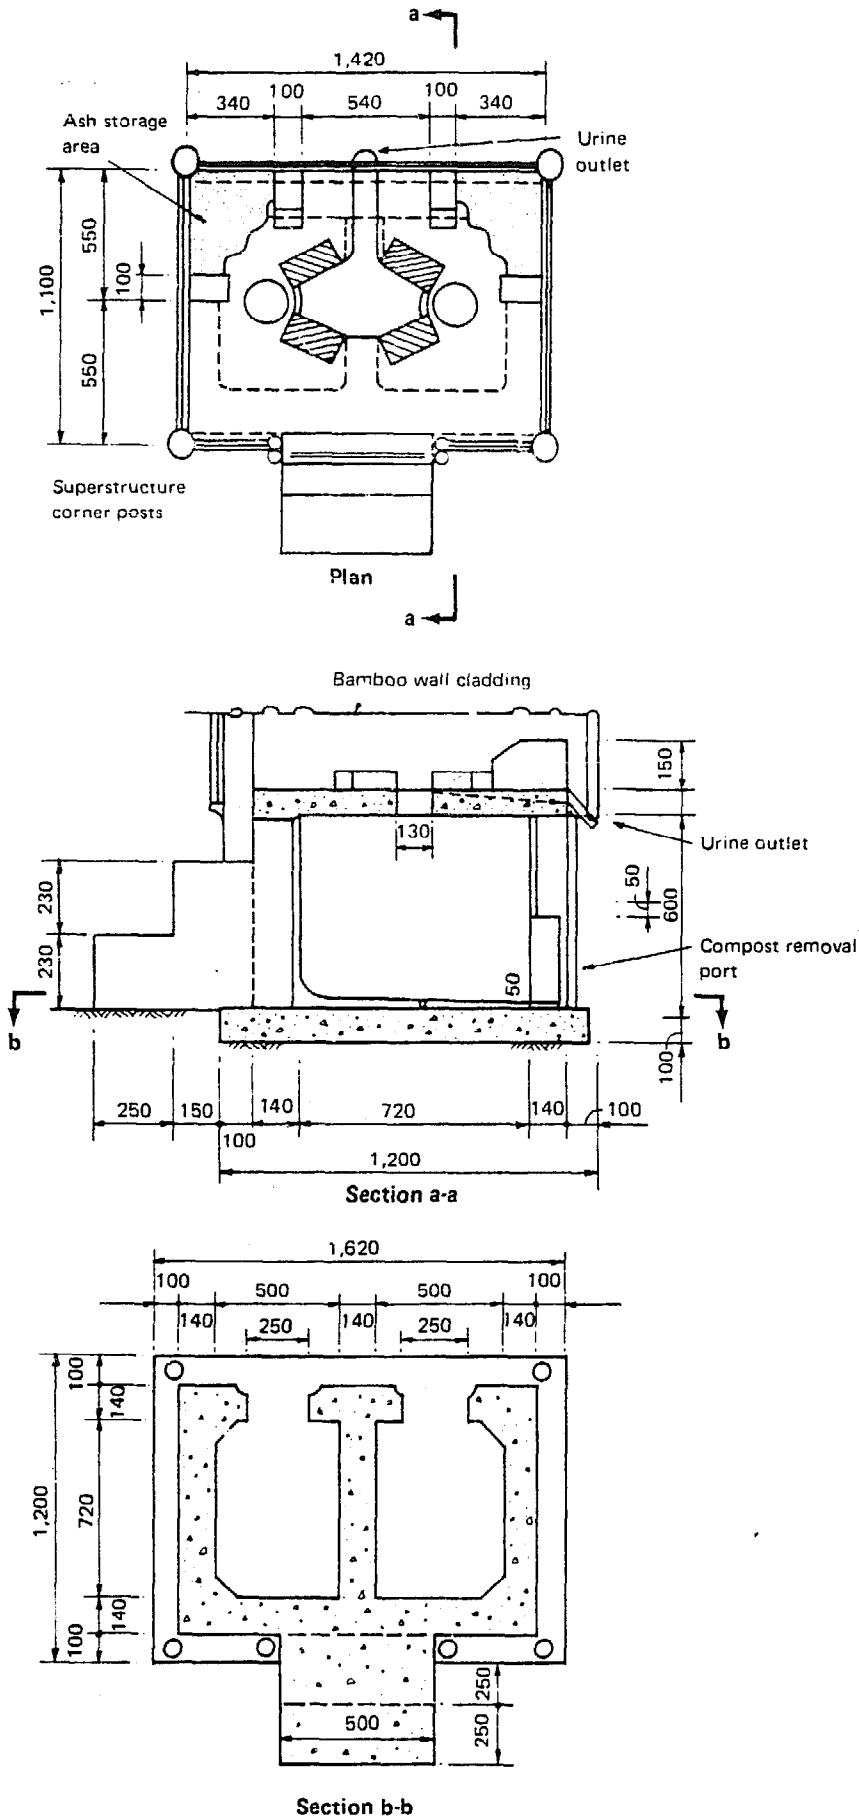 a
1,420
100
100
340
540
340
Ash storage
area
Urine
outlet
550
100
1,100
550
Superstructure
corner posts
Plan
a
Bamboo wall cladding
150
130
Urine outlet
50
600
230
230
Compost removal
port
50
b
b
100
250
150
140
720
140
100
100
1,200
Section a-a
1,620
100
500
500
100
140
250
140
250
140
100
140
1,200
720
140
100
250
500
250
Section b-b